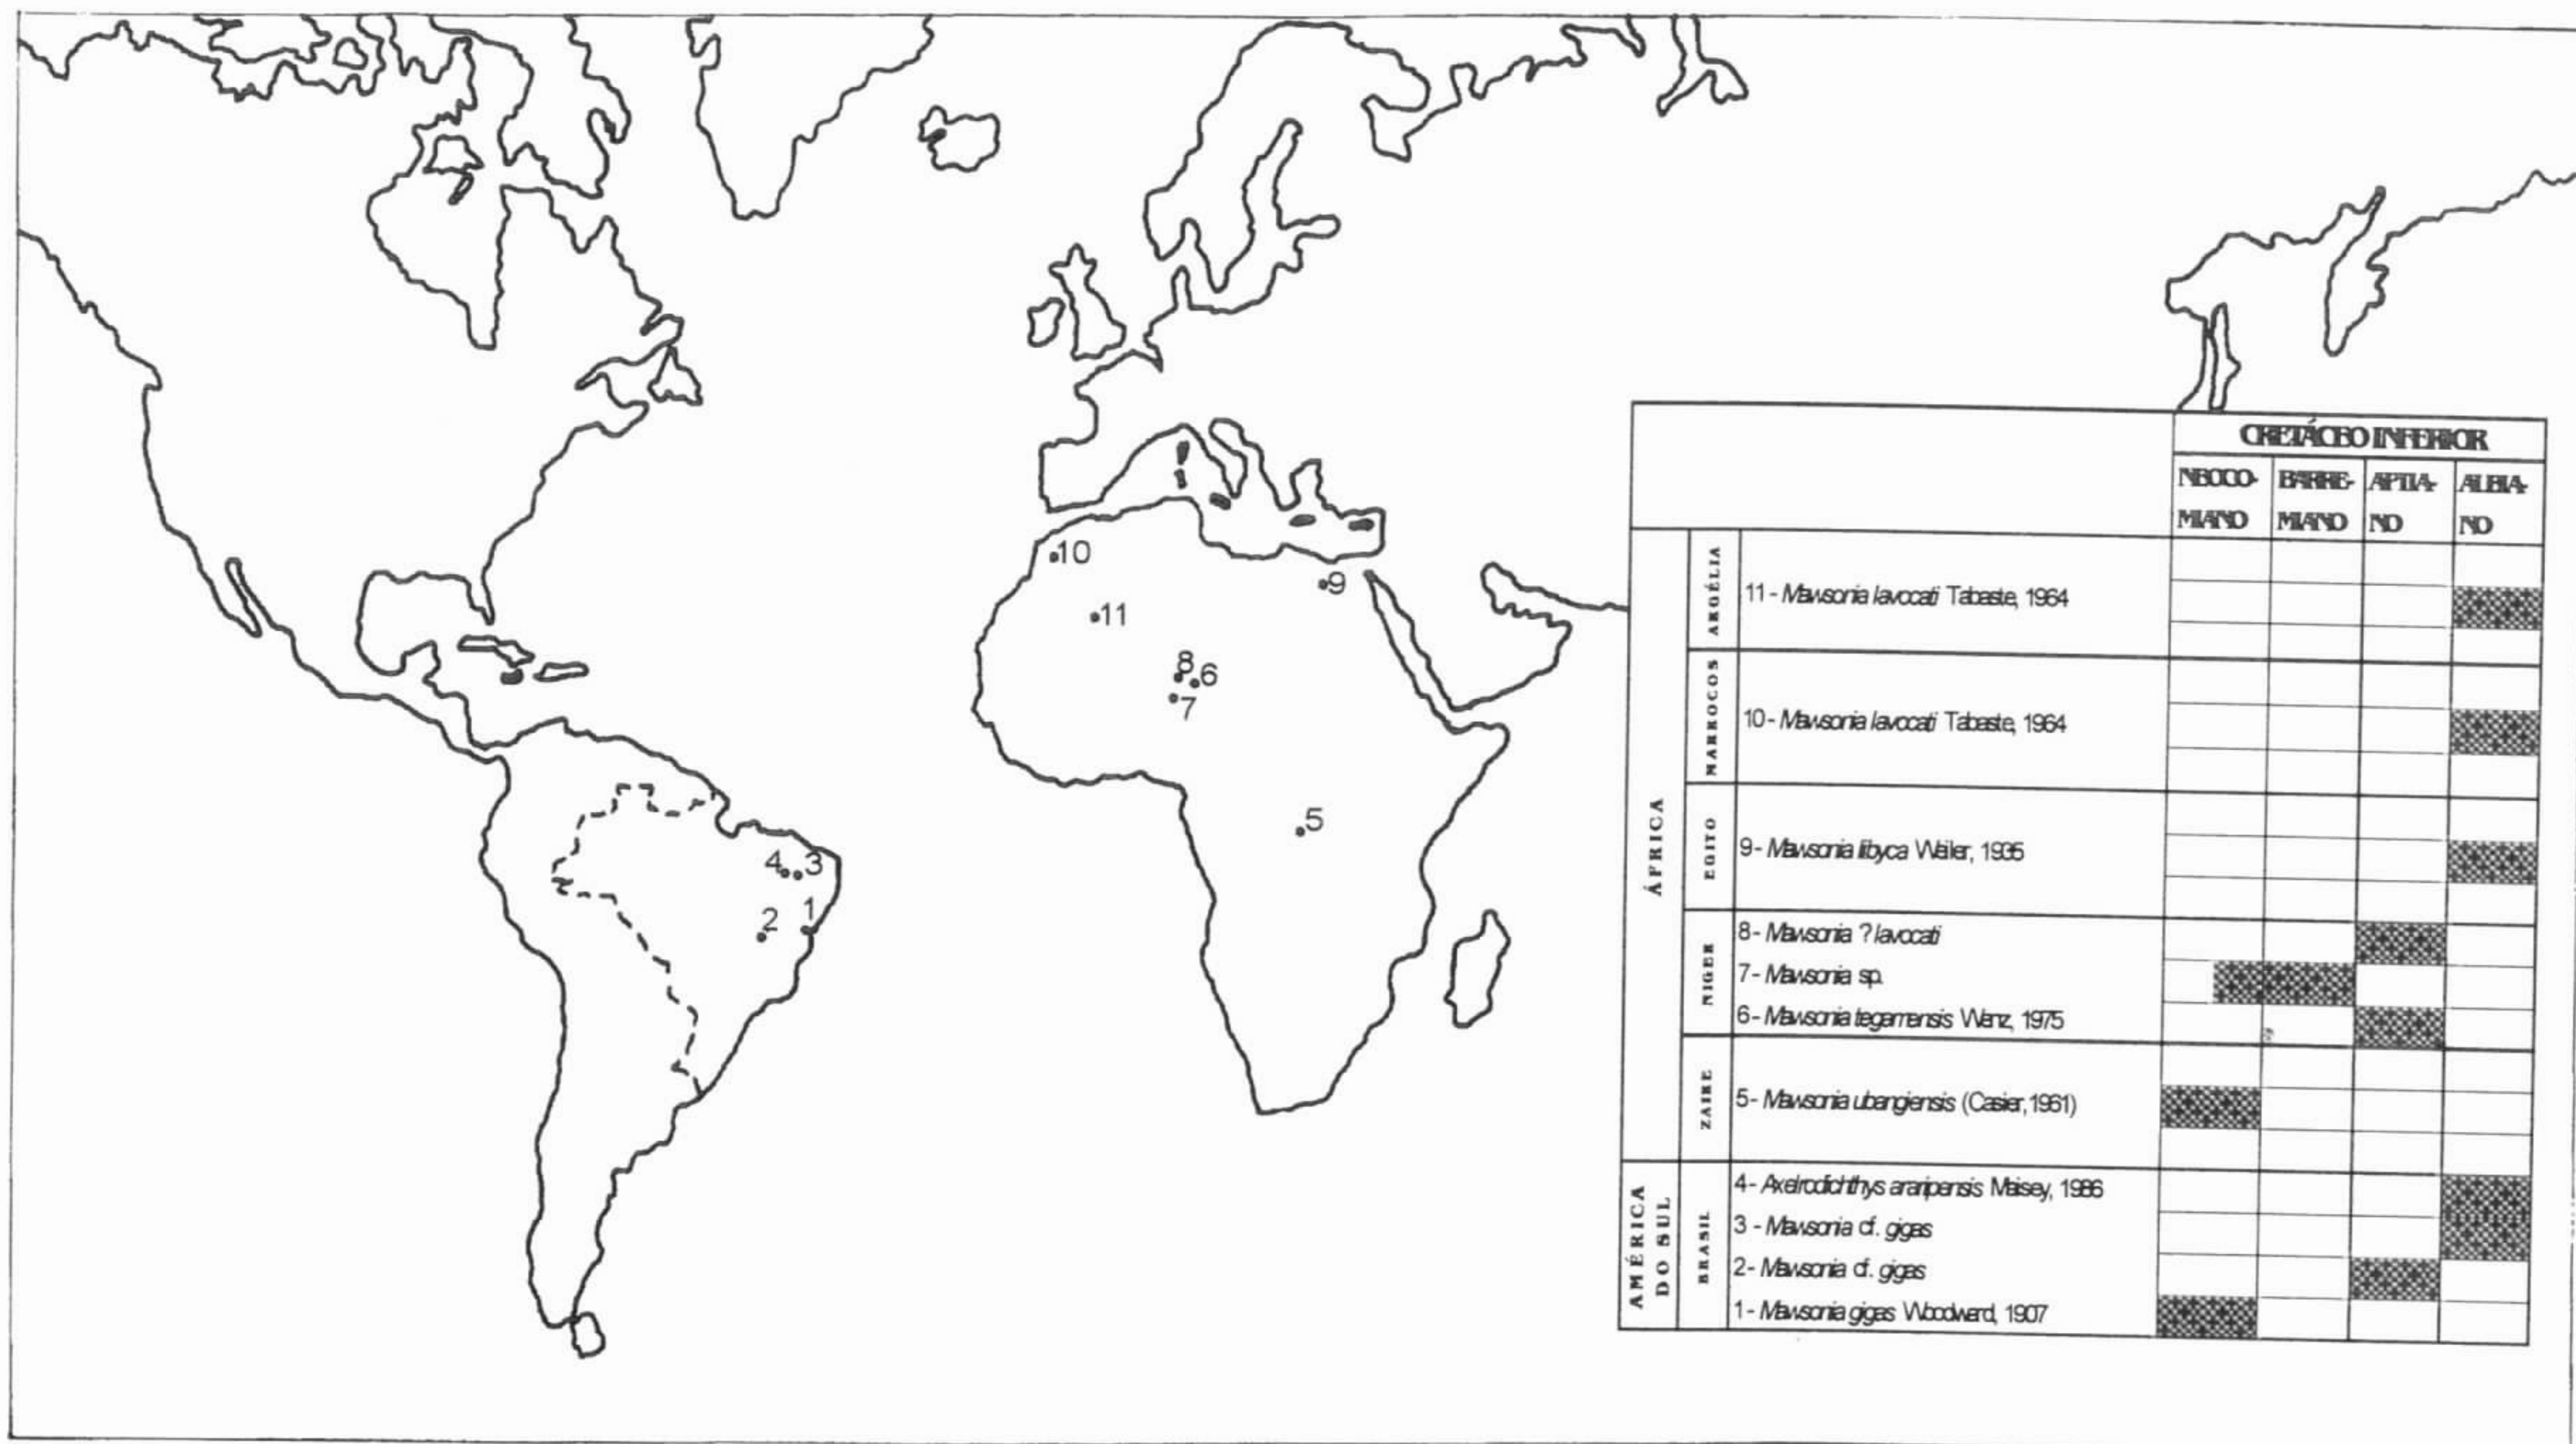 10
9
11
8
6
7
5
4
3
2
1
CRETÁCEO INFERIOR
NEOCO-
MIANO
BARRE-
MIANO
APTIA-
NO
ALBIA-
NO
ÁFRICA
ARGÉLIA
11 - Mawsonia lavocati Tabaste, 1964
MARROCOS
10 - Mawsonia lavocati Tabaste, 1964
EGITO
9 - Mawsonia libyca Weiler, 1935
NIGER
8 - Mawsonia ? lavocati
7 - Mawsonia sp.
6 - Mawsonia tegamensis Wenz, 1975
ZAIRE
5 - Mawsonia ubangiensis (Casier, 1961)
AMÉRICA
DO SUL
BRASIL
4 - Axelrodichthys araripensis Maisey, 1986
3 - Mawsonia cf. gigas
2 - Mawsonia cf. gigas
1 - Mawsonia gigas Woodward, 1907